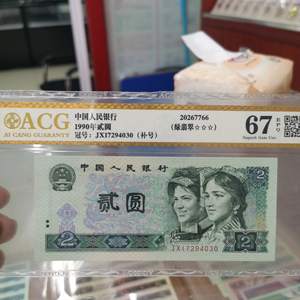 ACG
AI CANG GUARANTY
中国人民银行
1990年贰圆
冠号：JX17294030（补号）
20267766
（绿翡翠☆☆☆）
67 EPQ
Superb Gem Unc
中国人民银行
贰圆
2
2
JX17294030